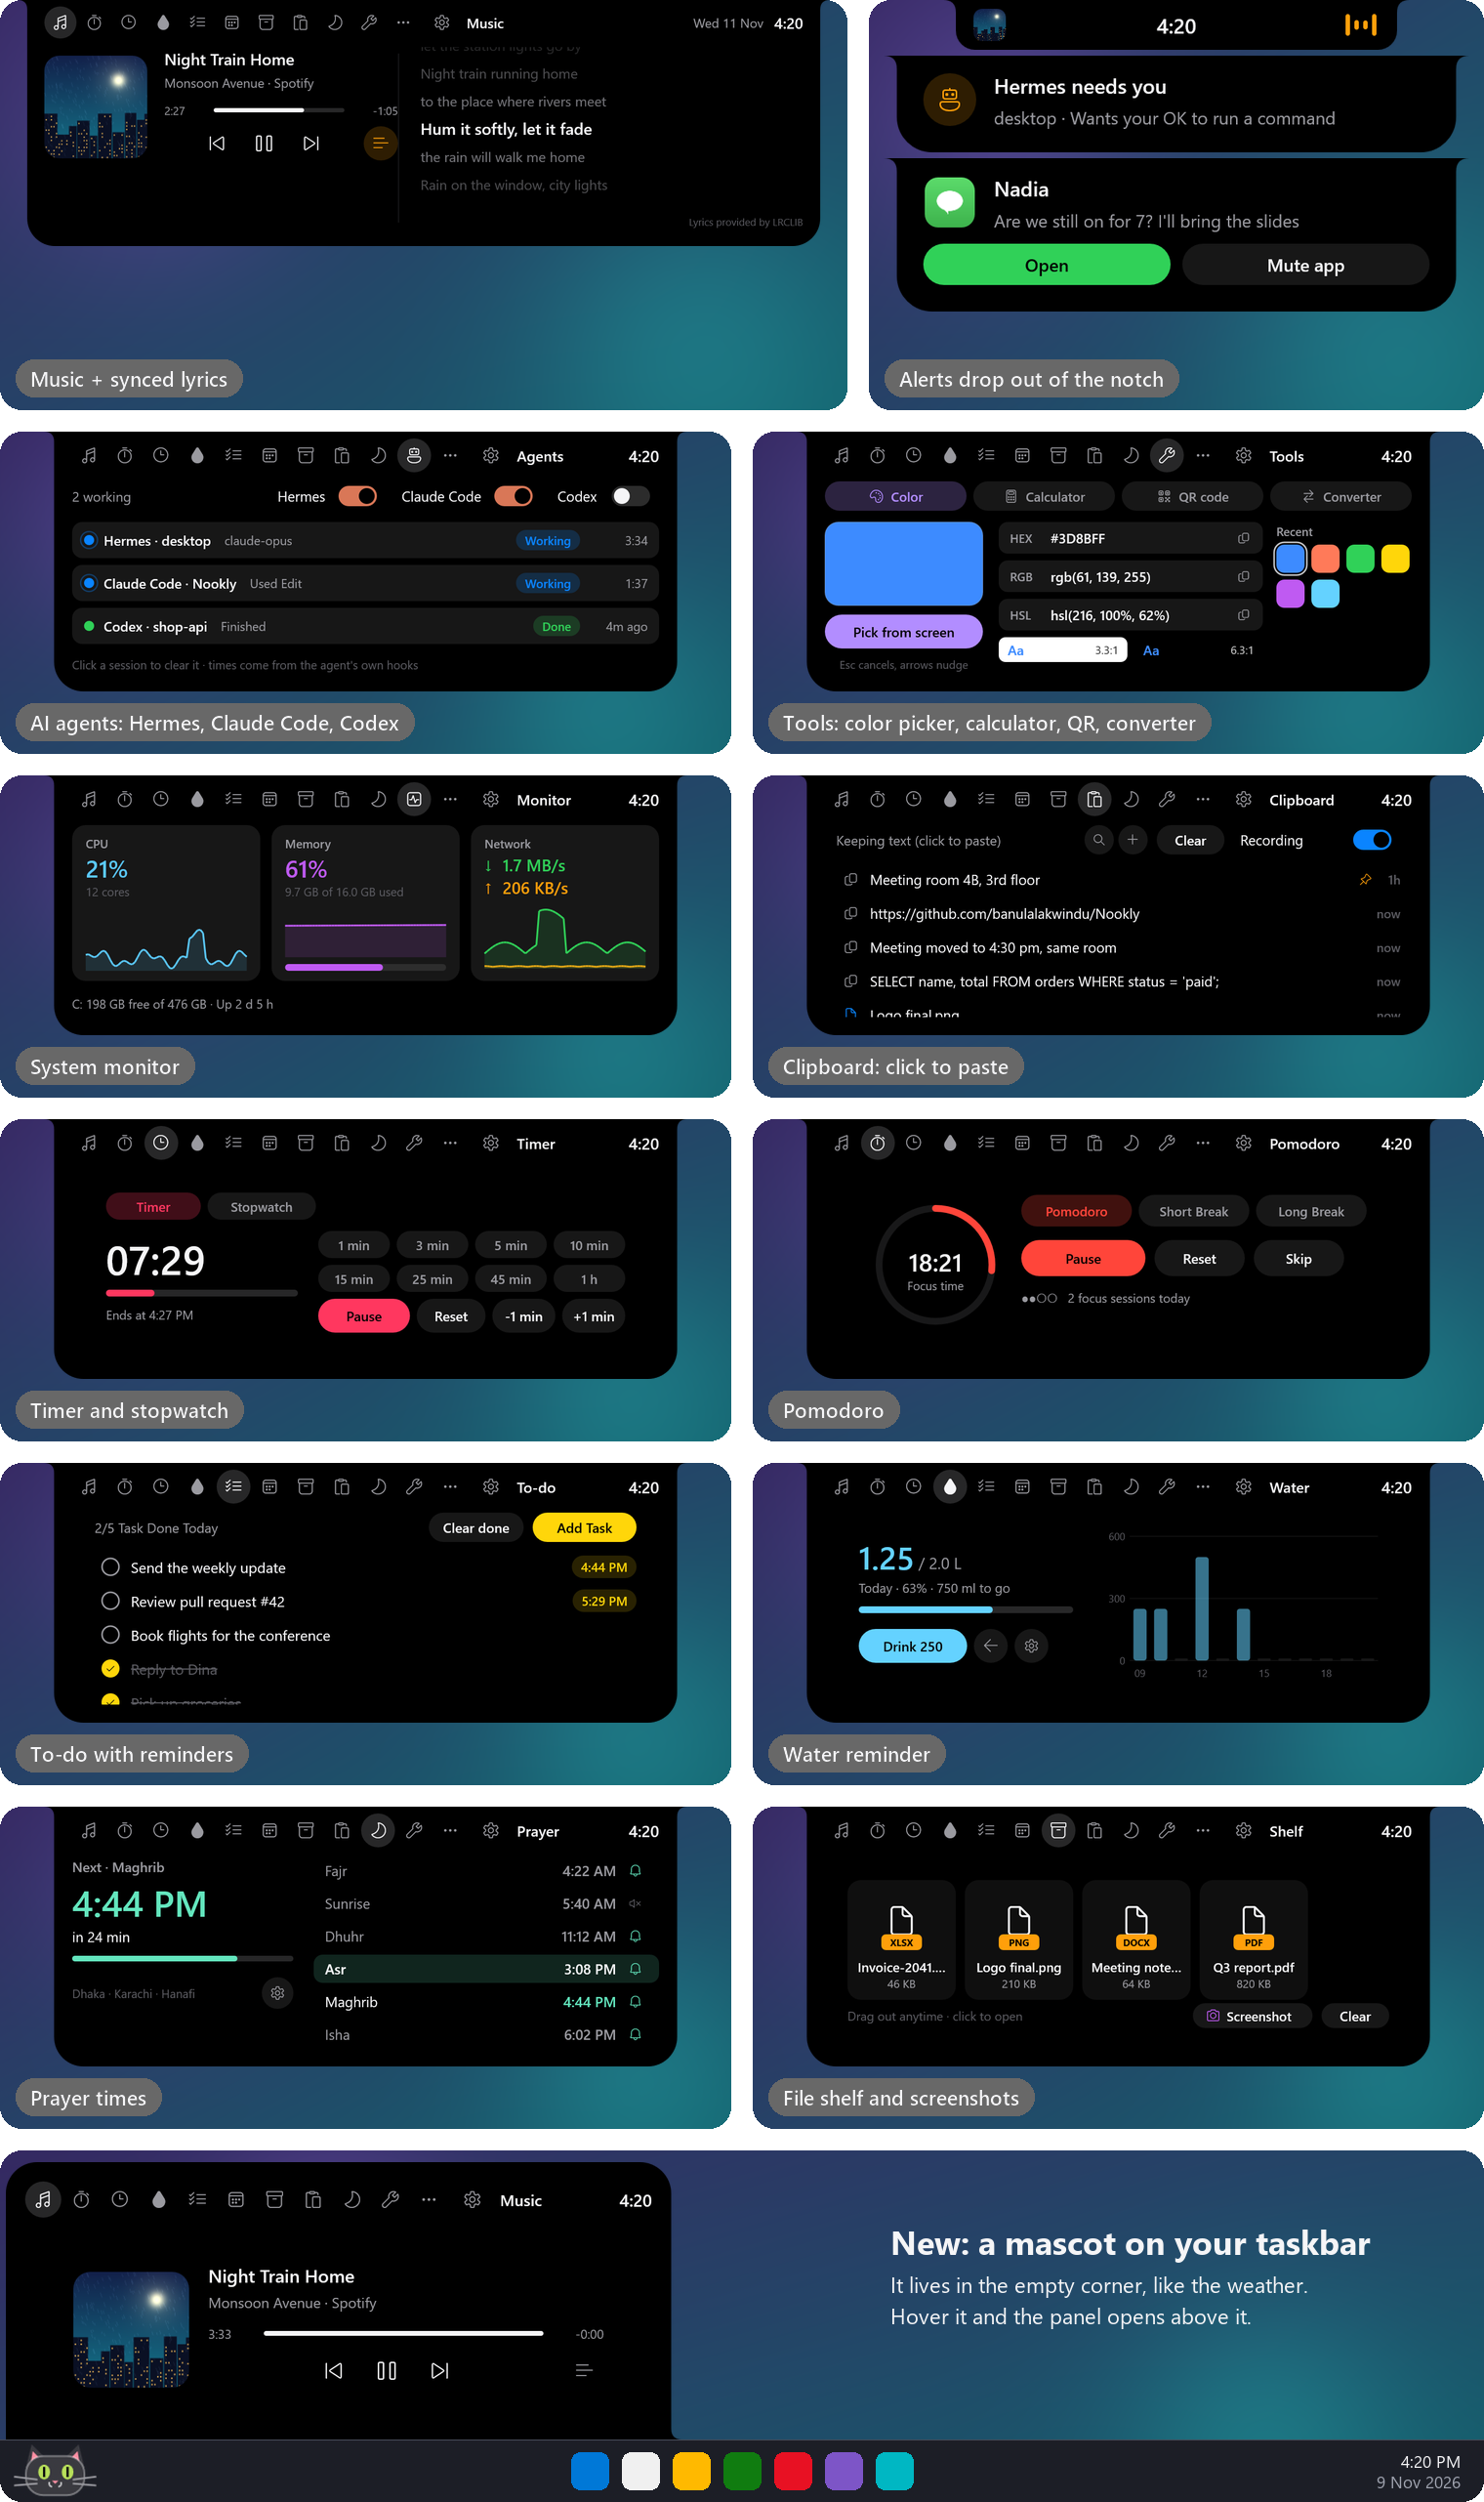 Music
Wed 11 Nov 4:20
Night Train Home
Monsoon Avenue · Spotify
2:27
-1:05
let the station lights go by
Night train running home
to the place where rivers meet
Hum it softly, let it fade
the rain will walk me home
Rain on the window, city lights
Lyrics provided by LRCLIB
Music + synced lyrics
4:20
Hermes needs you
desktop · Wants your OK to run a command
Nadia
Are we still on for 7? I'll bring the slides
Open
Mute app
Alerts drop out of the notch
Agents 4:20
2 working
Hermes
Claude Code
Codex
Hermes · desktop claude-opus Working 3:34
Claude Code · Nookly Used Edit Working 1:37
Codex · shop-api Finished Done 4m ago
Click a session to clear it · times come from the agent's own hooks
AI agents: Hermes, Claude Code, Codex
Tools 4:20
Color
Calculator
QR code
Converter
HEX #3D8BFF
RGB rgb(61, 139, 255)
HSL hsl(216, 100%, 62%)
Recent
Pick from screen
Aa 3.3:1
Aa 6.3:1
Esc cancels, arrows nudge
Tools: color picker, calculator, QR, converter
Monitor 4:20
CPU
21%
12 cores
Memory
61%
9.7 GB of 16.0 GB used
Network
↓ 1.7 MB/s
↑ 206 KB/s
C: 198 GB free of 476 GB · Up 2 d 5 h
System monitor
Clipboard 4:20
Keeping text (click to paste)
Clear
Recording
Meeting room 4B, 3rd floor 1h
https://github.com/banulalakwindu/Nookly now
Meeting moved to 4:30 pm, same room now
SELECT name, total FROM orders WHERE status = 'paid'; now
Logo final.png now
Clipboard: click to paste
Timer 4:20
Timer
Stopwatch
07:29
Ends at 4:27 PM
1 min 3 min 5 min 10 min
15 min 25 min 45 min 1 h
Pause Reset -1 min +1 min
Timer and stopwatch
Pomodoro 4:20
18:21
Focus time
Pomodoro
Short Break
Long Break
Pause
Reset
Skip
2 focus sessions today
Pomodoro
To-do 4:20
2/5 Task Done Today
Clear done
Add Task
Send the weekly update 4:44 PM
Review pull request #42 5:29 PM
Book flights for the conference
Reply to Dina
Pick up groceries
To-do with reminders
Water 4:20
1.25 / 2.0 L
Today · 63% · 750 ml to go
Drink 250
600
300
0
09 12 15 18
Water reminder
Prayer 4:20
Next · Maghrib
4:44 PM
in 24 min
Dhaka · Karachi · Hanafi
Fajr 4:22 AM
Sunrise 5:40 AM
Dhuhr 11:12 AM
Asr 3:08 PM
Maghrib 4:44 PM
Isha 6:02 PM
Prayer times
Shelf 4:20
XLSX
Invoice-2041....
46 KB
PNG
Logo final.png
210 KB
DOCX
Meeting note...
64 KB
PDF
Q3 report.pdf
820 KB
Drag out anytime · click to open
Screenshot
Clear
File shelf and screenshots
Music 4:20
Night Train Home
Monsoon Avenue · Spotify
3:33
-0:00
New: a mascot on your taskbar
It lives in the empty corner, like the weather.
Hover it and the panel opens above it.
4:20 PM
9 Nov 2026